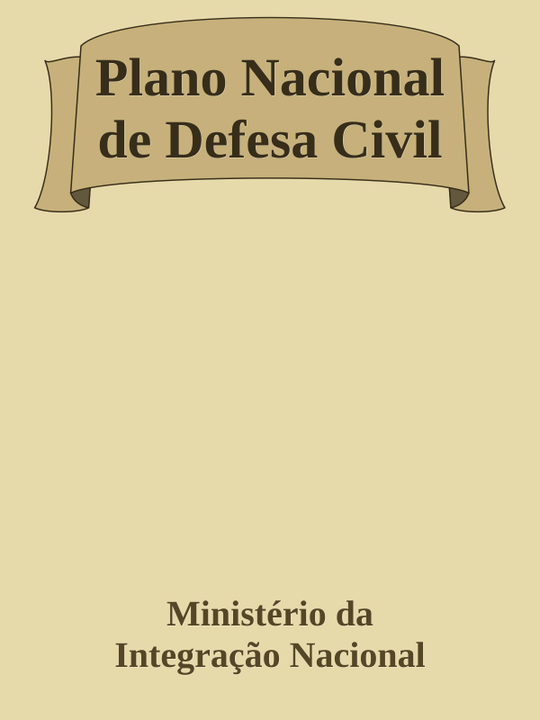 Plano Nacional
de Defesa Civil
Ministério da
Integração Nacional